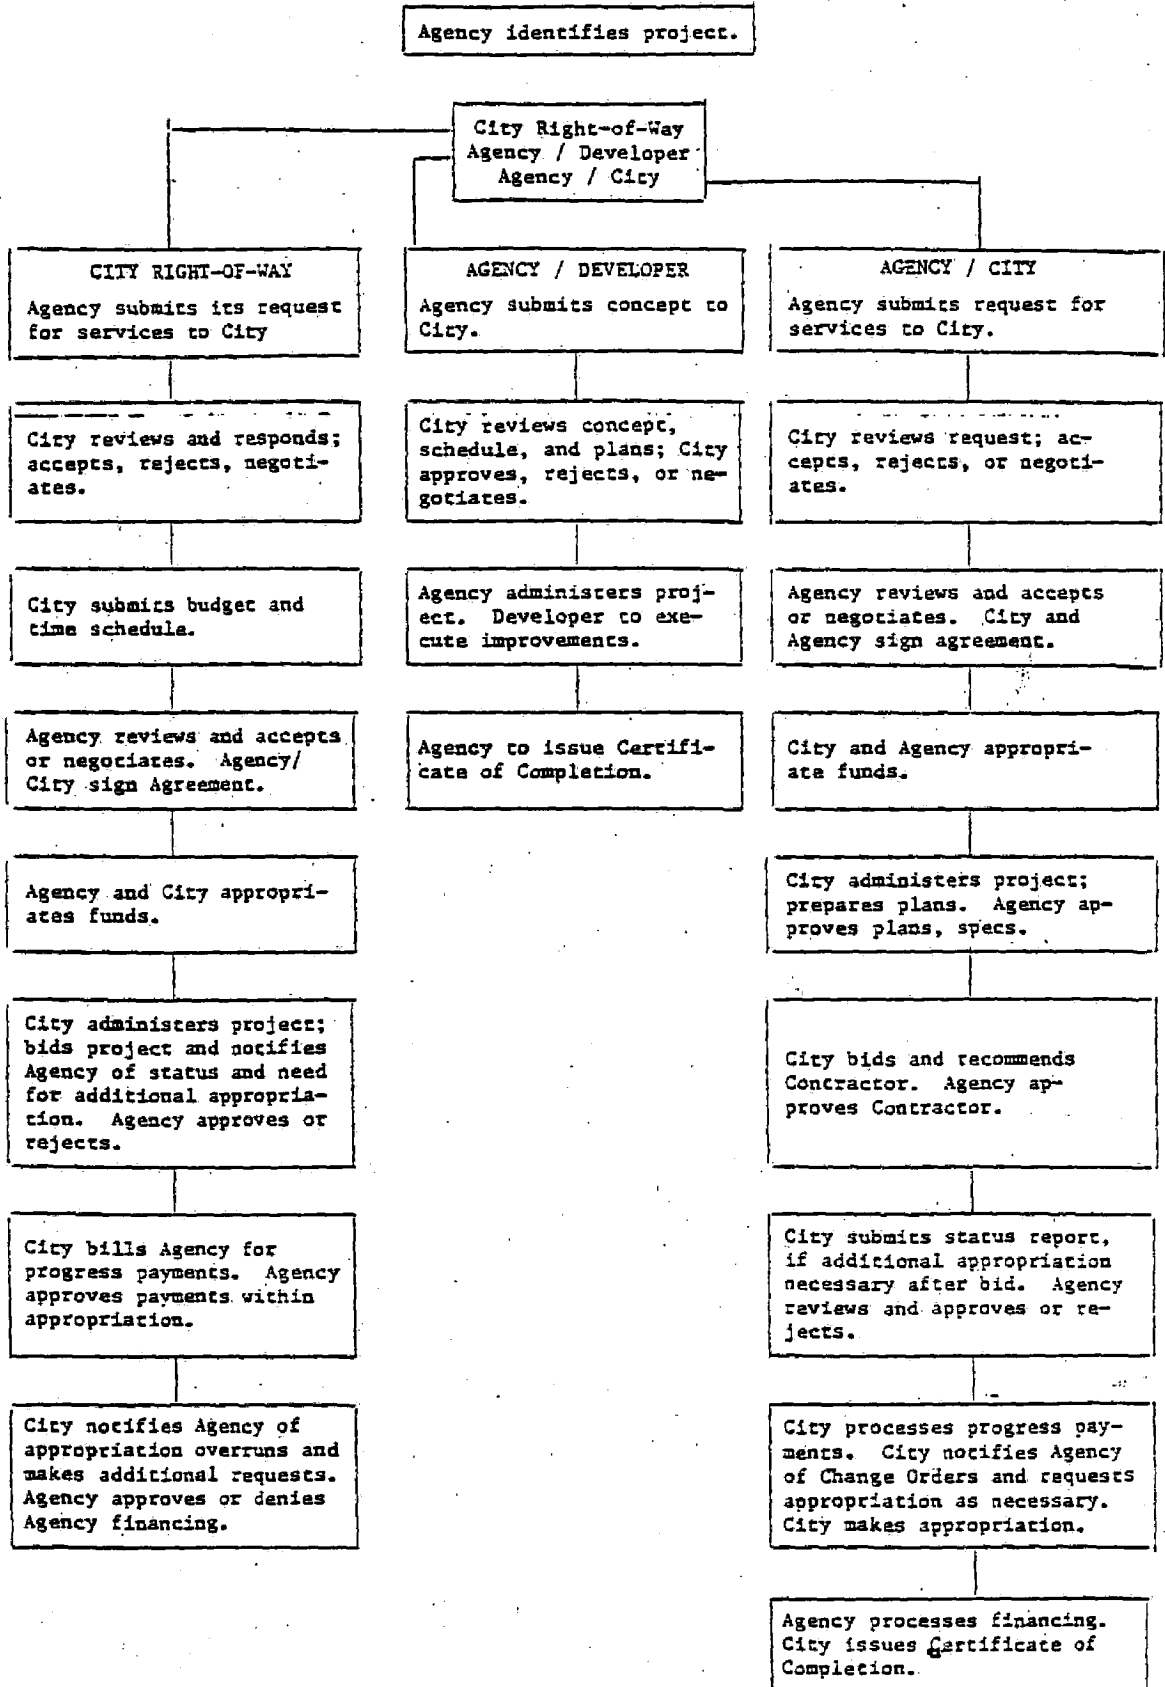 Agency identifies project.
City Right-of-Way
Agency / Developer
Agency / City
CITY RIGHT-OF-WAY
Agency submits its request
for services to City
City reviews and responds;
accepts, rejects, negoti-
ates.
City submits budget and
time schedule.
Agency reviews and accepts
or negotiates. Agency/
City sign Agreement.
Agency and City appropri-
ates funds.
City administers project;
bids project and notifies
Agency of status and need
for additional appropria-
tion. Agency approves or
rejects.
City bills Agency for
progress payments. Agency
approves payments within
appropriation.
City notifies Agency of
appropriation overruns and
makes additional requests.
Agency approves or denies
Agency financing.
AGENCY / DEVELOPER
Agency submits concept to
City.
City reviews concept,
schedule, and plans; City
approves, rejects, or ne-
gotiates.
Agency administers proj-
ect. Developer to exe-
cute improvements.
Agency to issue Certifi-
cate of Completion.
AGENCY / CITY
Agency submits request for
services to City.
City reviews request; ac-
cepts, rejects, or negoti-
ates.
Agency reviews and accepts
or negotiates. City and
Agency sign agreement.
City and Agency appropri-
ate funds.
City administers project;
prepares plans. Agency ap-
proves plans, specs.
City bids and recommends
Contractor. Agency ap-
proves Contractor.
City submits status report,
if additional appropriation
necessary after bid. Agency
reviews and approves or re-
jects.
City processes progress pay-
ments. City notifies Agency
of Change Orders and requests
appropriation as necessary.
City makes appropriation.
Agency processes financing.
City issues Certificate of
Completion.